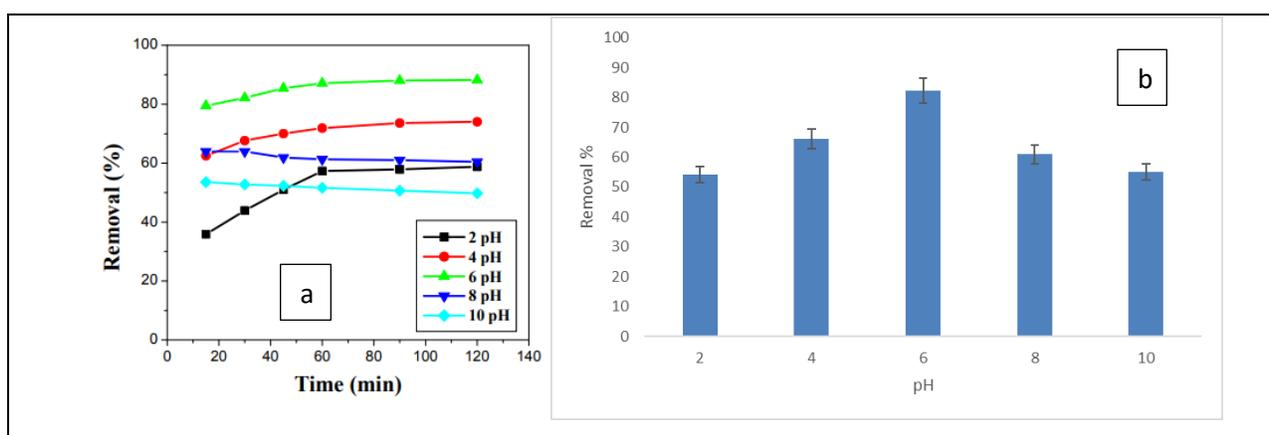 100
80
60
40
20
0
Removal (%)
0 20 40 60 80 100 120 140
Time (min)
2 pH
4 pH
6 pH
8 pH
10 pH
a
100
90
80
70
60
50
40
30
20
10
0
Removal %
2 4 6 8 10
pH
b